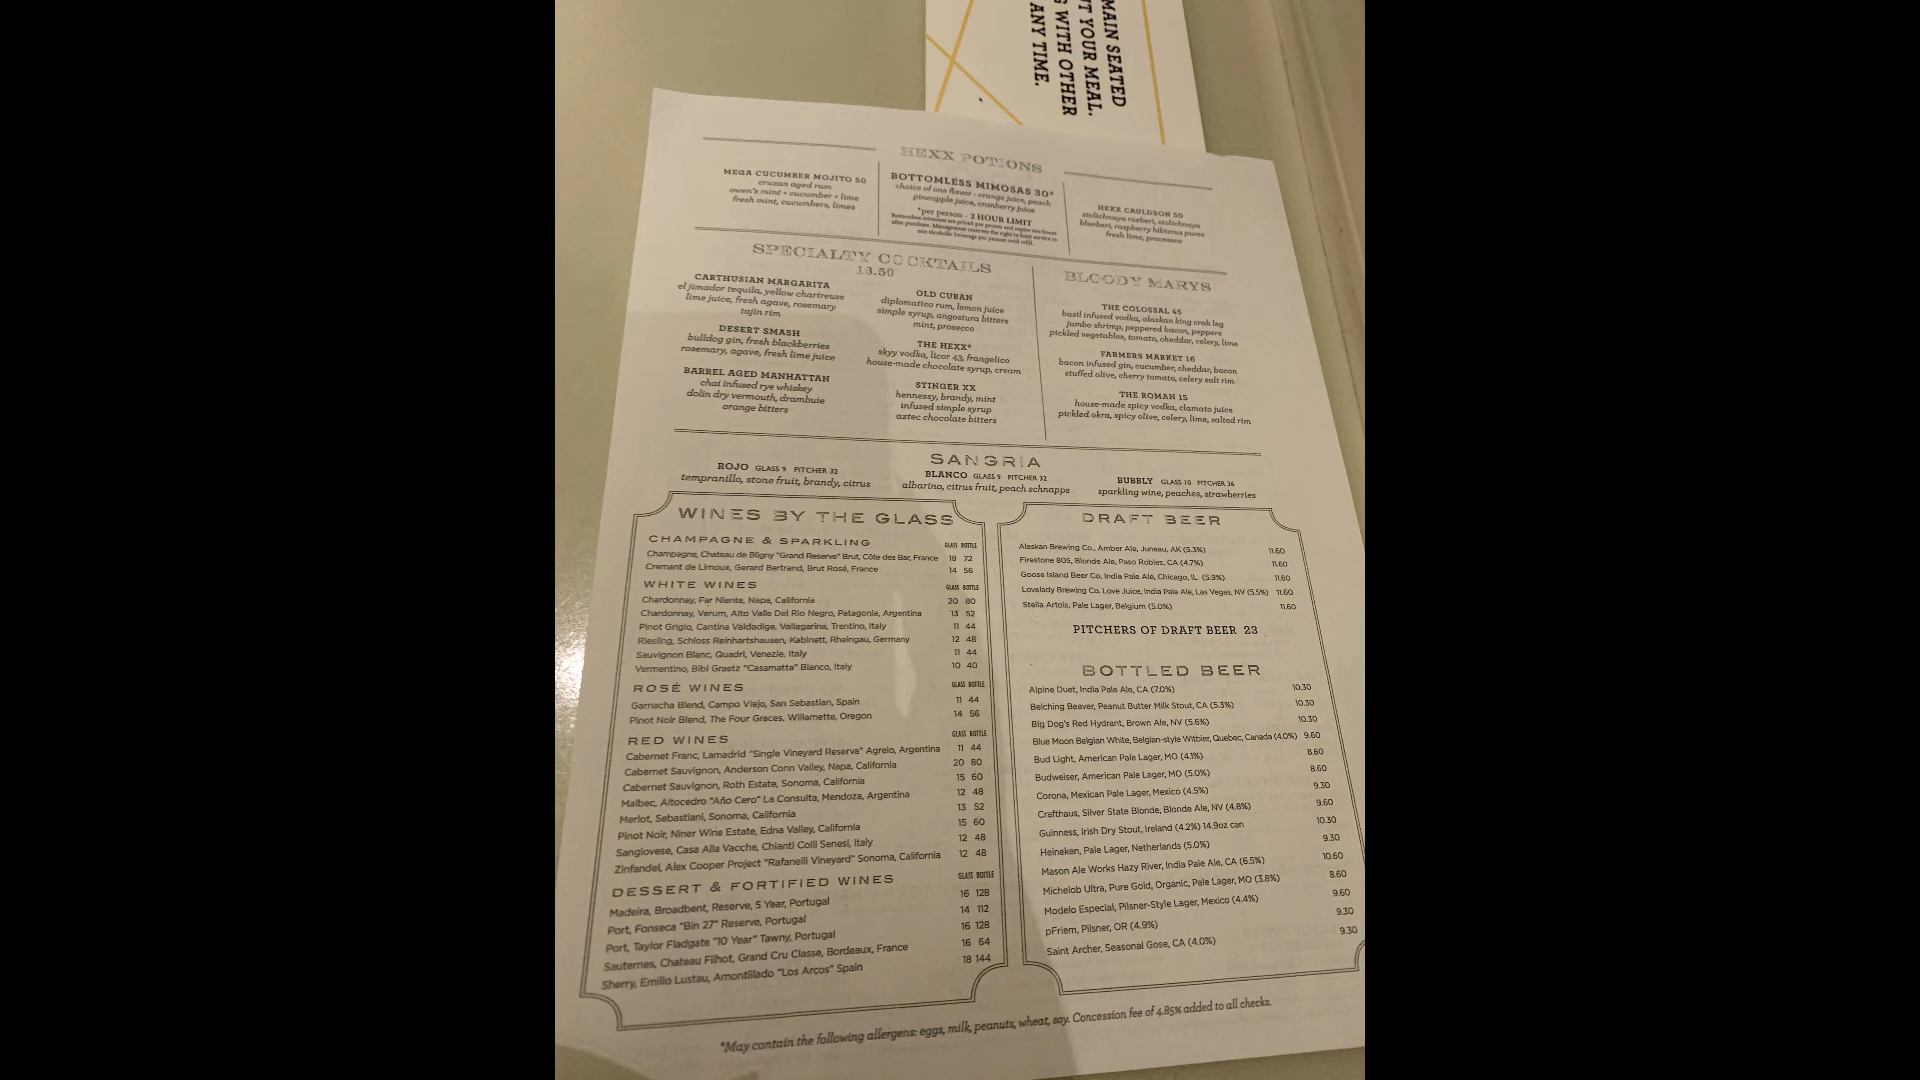 MAIN SEATED
T YOUR MEAL.
G WITH OTHER
ANY TIME.
HEXX POTIONS
MEGA CUCUMBER MOJITO 50
cruzan aged rum
owen's mint + cucumber + lime
fresh mint, cucumbers, limes
BOTTOMLESS MIMOSAS 30*
choice of one flavor - orange juice, peach
pineapple juice, cranberry juice
*per person - 2 HOUR LIMIT
Bottomless mimosas are priced per person and expire two hours
after purchase. Management reserves the right to limit service to
one alcoholic beverage per person until refill.
HEXX CAULDRON 50
stolichnaya razberi, stolichnaya
blueberi, raspberry hibiscus puree
fresh lime, processco
SPECIALTY COCKTAILS
13.50
CARTHUSIAN MARGARITA
el jimador tequila, yellow chartreuse
lime juice, fresh agave, rosemary
tajin rim
DESERT SMASH
bulldog gin, fresh blackberries
rosemary, agave, fresh lime juice
BARREL AGED MANHATTAN
chai infused rye whiskey
dolin dry vermouth, drambuie
orange bitters
OLD CUBAN
diplomatico rum, lemon juice
simple syrup, angostura bitters
mint, prosecco
THE HEXX*
skyy vodka, licor 43, frangelico
house-made chocolate syrup, cream
STINGER XX
hennessy, brandy, mint
infused simple syrup
aztec chocolate bitters
BLOODY MARYS
THE COLOSSAL 45
basil infused vodka, alaskan king crab leg
jumbo shrimp, peppered bacon, peppers
pickled vegetables, tomato, cheddar, celery, lime
FARMERS MARKET 16
bacon infused gin, cucumber, cheddar, bacon
stuffed olive, cherry tomato, celery salt rim
THE ROMAN 15
house-made spicy vodka, clamato juice
pickled okra, spicy olive, celery, lime, salted rim
SANGRIA
ROJO GLASS 9 PITCHER 32
tempranillo, stone fruit, brandy, citrus
BLANCO GLASS 9 PITCHER 32
albarino, citrus fruit, peach schnapps
BUBBLY GLASS 10 PITCHER 36
sparkling wine, peaches, strawberries
WINES BY THE GLASS
CHAMPAGNE & SPARKLING GLASS BOTTLE
Champagne, Chateau de Bligny "Grand Reserve" Brut, Côte des Bar, France 18 72
Cremant de Limoux, Gerard Bertrand, Brut Rosé, France 14 56
WHITE WINES GLASS BOTTLE
Chardonnay, Far Niente, Napa, California 20 80
Chardonnay, Verum, Alto Valle Del Rio Negro, Patagonia, Argentina 13 52
Pinot Grigio, Cantina Valdadige, Vallagarina, Trentino, Italy 11 44
Riesling, Schloss Reinhartshausen, Kabinett, Rheingau, Germany 12 48
Sauvignon Blanc, Quadri, Venezie, Italy 11 44
Vermentino, Bibi Graetz "Casamatta" Bianco, Italy 10 40
ROSÉ WINES GLASS BOTTLE
Garnacha Blend, Campo Viejo, San Sebastian, Spain 11 44
Pinot Noir Blend, The Four Graces, Willamette, Oregon 14 56
RED WINES GLASS BOTTLE
Cabernet Franc, Lamadrid "Single Vineyard Reserva" Agrelo, Argentina 11 44
Cabernet Sauvignon, Anderson Conn Valley, Napa, California 20 80
Cabernet Sauvignon, Roth Estate, Sonoma, California 15 60
Malbec, Altocedro "Año Cero" La Consulta, Mendoza, Argentina 12 48
Merlot, Sebastiani, Sonoma, California 13 52
Pinot Noir, Niner Wine Estate, Edna Valley, California 15 60
Sangiovese, Casa Alla Vacche, Chianti Colli Senesi, Italy 12 48
Zinfandel, Alex Cooper Project "Rafanelli Vineyard" Sonoma, California 12 48
DESSERT & FORTIFIED WINES GLASS BOTTLE
Madeira, Broadbent, Reserve, 5 Year, Portugal 16 128
Port, Fonseca "Bin 27" Reserve, Portugal 14 112
Port, Taylor Fladgate "10 Year" Tawny, Portugal 16 128
Sauternes, Chateau Filhot, Grand Cru Classe, Bordeaux, France 16 64
Sherry, Emilio Lustau, Amontillado "Los Arcos" Spain 18 144
DRAFT BEER
Alaskan Brewing Co., Amber Ale, Juneau, AK (5.3%) 11.60
Firestone 805, Blonde Ale, Paso Robles, CA (4.7%) 11.60
Goose Island Beer Co, India Pale Ale, Chicago, IL (5.9%) 11.60
Lovelady Brewing Co. Love Juice, India Pale Ale, Las Vegas, NV (5.5%) 11.60
Stella Artois, Pale Lager, Belgium (5.0%) 11.60
PITCHERS OF DRAFT BEER 23
BOTTLED BEER
Alpine Duet, India Pale Ale, CA (7.0%) 10.30
Belching Beaver, Peanut Butter Milk Stout, CA (5.3%) 10.30
Big Dog's Red Hydrant, Brown Ale, NV (5.6%) 10.30
Blue Moon Belgian White, Belgian-style Witbier, Quebec, Canada (4.0%) 9.60
Bud Light, American Pale Lager, MO (4.1%) 8.60
Budweiser, American Pale Lager, MO (5.0%) 8.60
Corona, Mexican Pale Lager, Mexico (4.5%) 9.30
Crafthaus, Silver State Blonde, Blonde Ale, NV (4.8%) 9.60
Guinness, Irish Dry Stout, Ireland (4.2%) 14.9oz can 10.30
Heineken, Pale Lager, Netherlands (5.0%) 9.30
Mason Ale Works Hazy River, India Pale Ale, CA (6.5%) 10.60
Michelob Ultra, Pure Gold, Organic, Pale Lager, MO (3.8%) 8.60
Modelo Especial, Pilsner-Style Lager, Mexico (4.4%) 9.60
pFriem, Pilsner, OR (4.9%) 9.30
Saint Archer, Seasonal Gose, CA (4.0%) 9.30
*May contain the following allergens: eggs, milk, peanuts, wheat, soy. Concession fee of 4.85% added to all checks.